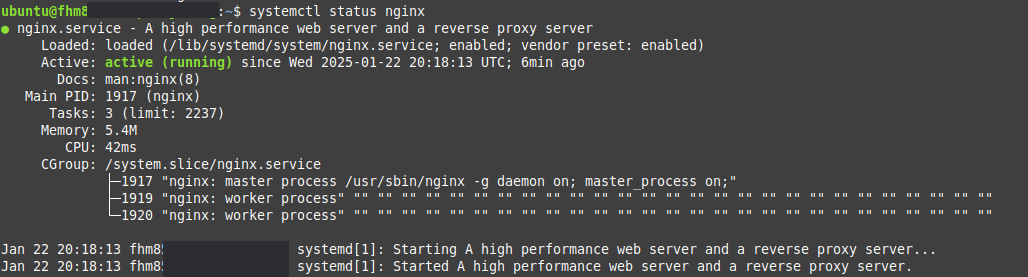 ubuntu@fhm8 :~$ systemctl status nginx
● nginx.service - A high performance web server and a reverse proxy server
Loaded: loaded (/lib/systemd/system/nginx.service; enabled; vendor preset: enabled)
Active: active (running) since Wed 2025-01-22 20:18:13 UTC; 6min ago
Docs: man:nginx(8)
Main PID: 1917 (nginx)
Tasks: 3 (limit: 2237)
Memory: 5.4M
CPU: 42ms
CGroup: /system.slice/nginx.service
├─1917 "nginx: master process /usr/sbin/nginx -g daemon on; master_process on;"
├─1919 "nginx: worker process" "" "" "" "" "" "" "" "" "" "" "" "" "" "" "" "" "" "" "" "" "" "" "" "" "" "" ""
└─1920 "nginx: worker process" "" "" "" "" "" "" "" "" "" "" "" "" "" "" "" "" "" "" "" "" "" "" "" "" "" "" ""
Jan 22 20:18:13 fhm85 systemd[1]: Starting A high performance web server and a reverse proxy server...
Jan 22 20:18:13 fhm85 systemd[1]: Started A high performance web server and a reverse proxy server.